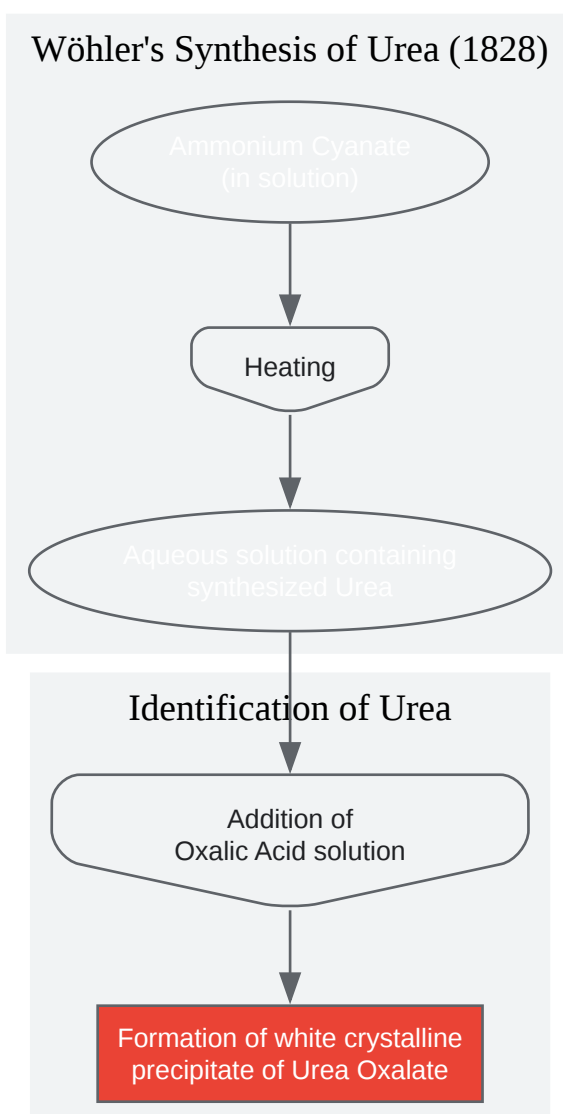 Wöhler's Synthesis of Urea (1828)
Ammonium Cyanate
(in solution)
Heating
Aqueous solution containing
synthesized Urea
Identification of Urea
Addition of
Oxalic Acid solution
Formation of white crystalline
precipitate of Urea Oxalate